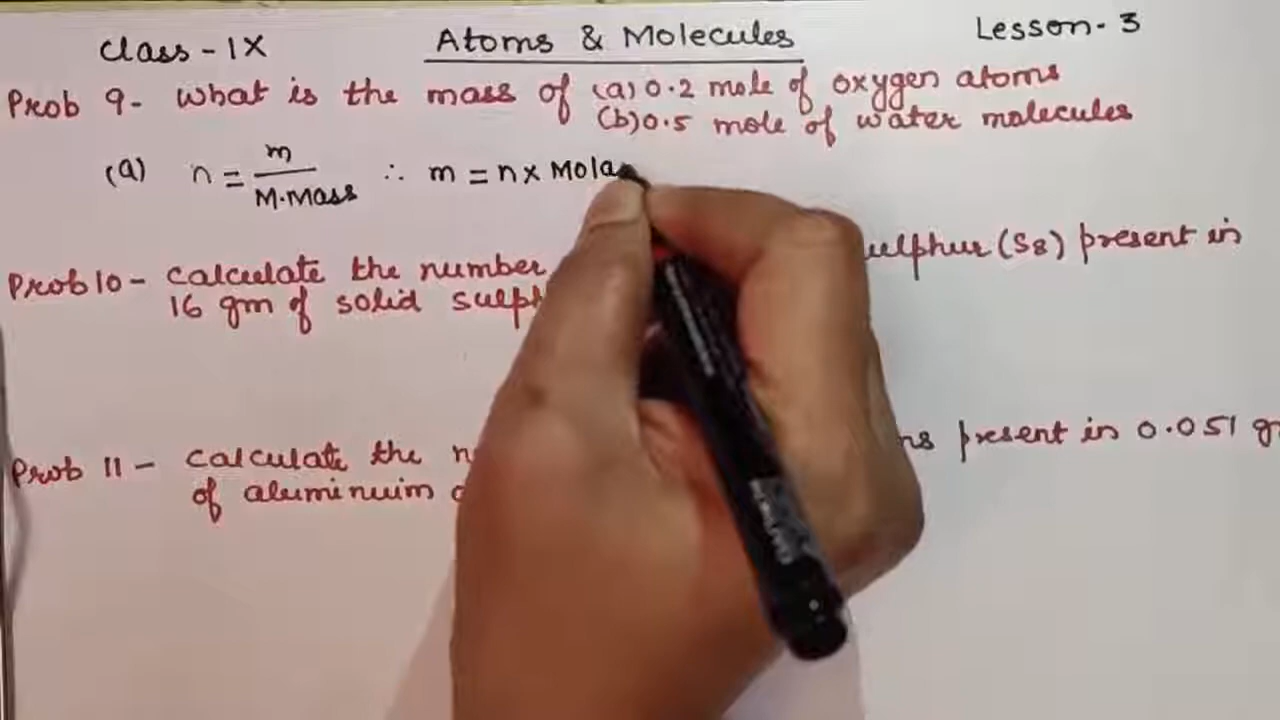 Class - IX Atoms & Molecules Lesson - 3
Prob 9 - What is the mass of (a) 0.2 mole of oxygen atoms
(b) 0.5 mole of water molecules
(a) n = m / M.Mass ∴ m = n x Mola
Prob 10 - calculate the number sulphur (S8) present in
16 gm of solid sulph
Prob 11 - calculate the present in 0.051 g
of aluminuim